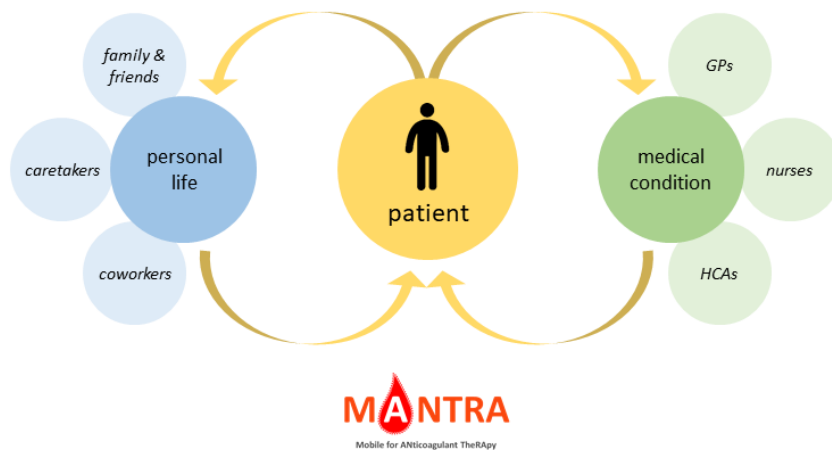 family &
friends
caretakers
personal
life
coworkers
patient
medical
condition
GPs
nurses
HCAs
MANTRA
Mobile for ANticoagulant TheRApy